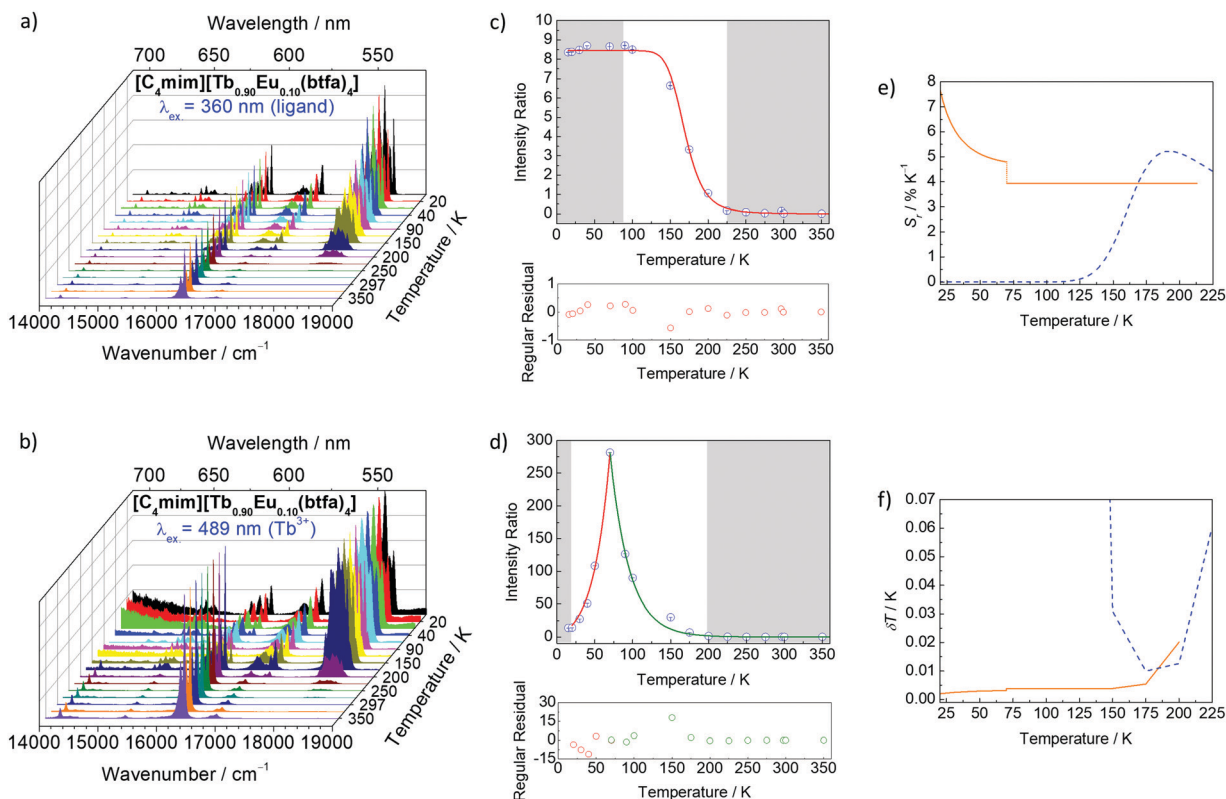 a)
Wavelength / nm
700 650 600 550
[C4mim][Tb0.90Eu0.10(btfa)4]
λex. = 360 nm (ligand)
20
40
90
150
200
250
297
350
Temperature / K
14000 15000 16000 17000 18000 19000
Wavenumber / cm−1
b)
Wavelength / nm
700 650 600 550
[C4mim][Tb0.90Eu0.10(btfa)4]
λex. = 489 nm (Tb3+)
20
40
90
150
200
250
297
350
Temperature / K
14000 15000 16000 17000 18000 19000
Wavenumber / cm−1
c)
Intensity Ratio
10
9
8
7
6
5
4
3
2
1
0
0 50 100 150 200 250 300 350
Temperature / K
Regular Residual
1
0
-1
0 50 100 150 200 250 300 350
Temperature / K
d)
Intensity Ratio
300
250
200
150
100
50
0
0 50 100 150 200 250 300 350
Temperature / K
Regular Residual
30
15
0
-15
0 50 100 150 200 250 300 350
Temperature / K
e)
Sr / % K−1
8
7
6
5
4
3
2
1
0
25 50 75 100 125 150 175 200 225
Temperature / K
f)
δT / K
0.07
0.06
0.05
0.04
0.03
0.02
0.01
0.00
25 50 75 100 125 150 175 200 225
Temperature / K